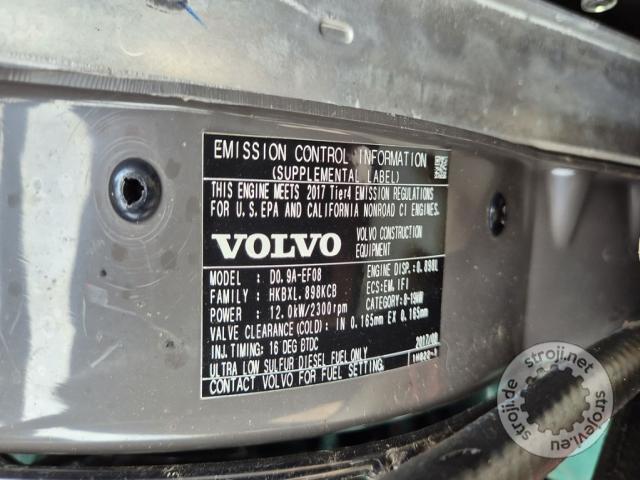 EMISSION CONTROL INFORMATION
(SUPPLEMENTAL LABEL)
THIS ENGINE MEETS 2017 Tier4 EMISSION REGULATIONS
FOR U.S. EPA AND CALIFORNIA NONROAD CI ENGINES.
VOLVO VOLVO CONSTRUCTION
EQUIPMENT
MODEL : D0.9A-EF08 ENGINE DISP.:0.898L
FAMILY : HKBXL.898KCB ECS:EM,IFI
POWER : 12.0kW/2300rpm CATEGORY:8-19kW
VALVE CLEARANCE(COLD): IN 0.165mm EX 0.165mm
INJ.TIMING: 16 DEG BTDC
ULTRA LOW SULFUR DIESEL FUEL ONLY
CONTACT VOLVO FOR FUEL SETTING.
stroji.net
stroji.de
strojevi.eu